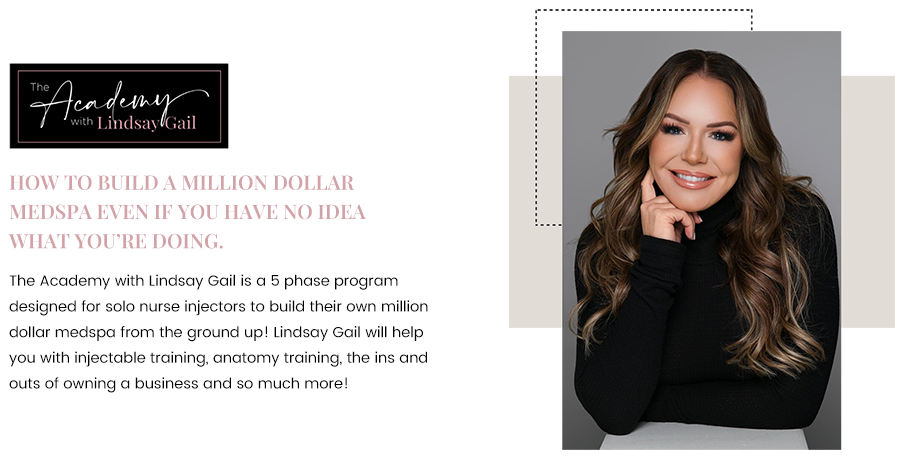 The
Academy
with Lindsay Gail
HOW TO BUILD A MILLION DOLLAR
MEDSPA EVEN IF YOU HAVE NO IDEA
WHAT YOU’RE DOING.
The Academy with Lindsay Gail is a 5 phase program
designed for solo nurse injectors to build their own million
dollar medspa from the ground up! Lindsay Gail will help
you with injectable training, anatomy training, the ins and
outs of owning a business and so much more!